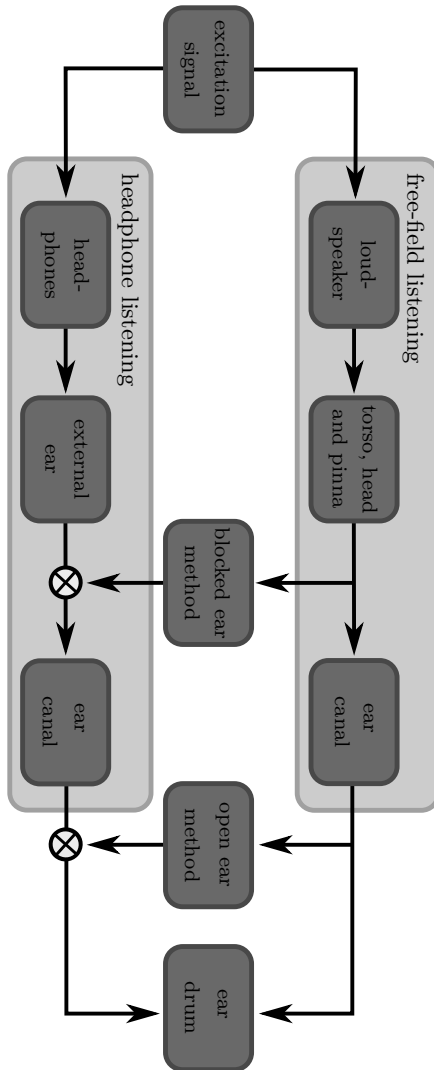 free-field listening
loud-
speaker
torso, head
and pinna
ear
canal
excitation
signal
blocked ear
method
open ear
method
ear
drum
headphone listening
head-
phones
external
ear
ear
canal